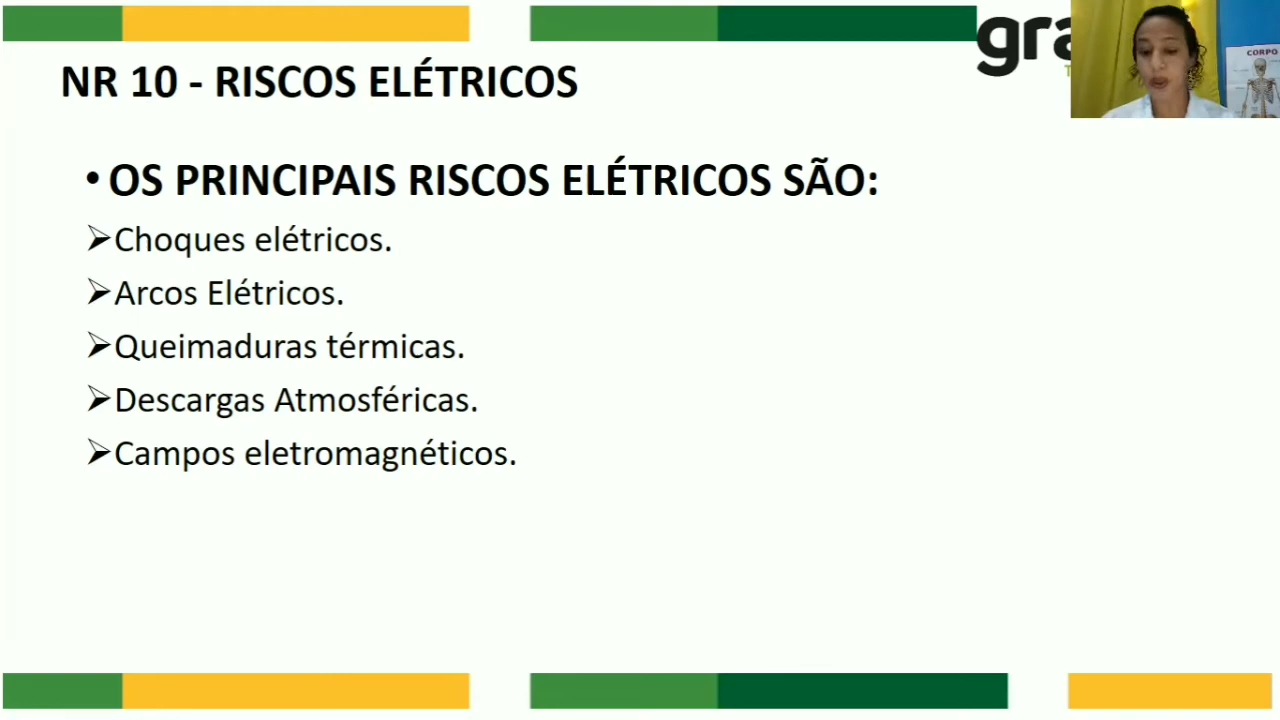 NR 10 - RISCOS ELÉTRICOS
CORPO
• OS PRINCIPAIS RISCOS ELÉTRICOS SÃO:
➢Choques elétricos.
➢Arcos Elétricos.
➢Queimaduras térmicas.
➢Descargas Atmosféricas.
➢Campos eletromagnéticos.